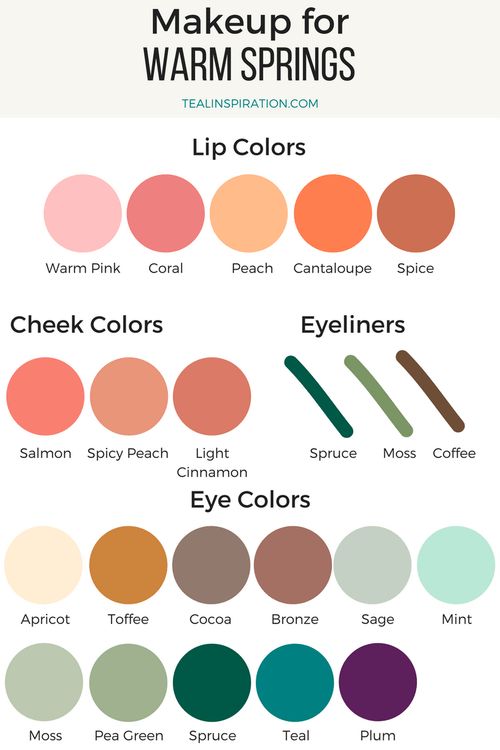 Makeup for
WARM SPRINGS
TEALINSPIRATION.COM
Lip Colors
Warm Pink Coral Peach Cantaloupe Spice
Cheek Colors
Salmon Spicy Peach Light
Cinnamon
Eyeliners
Spruce Moss Coffee
Eye Colors
Apricot Toffee Cocoa Bronze Sage Mint
Moss Pea Green Spruce Teal Plum